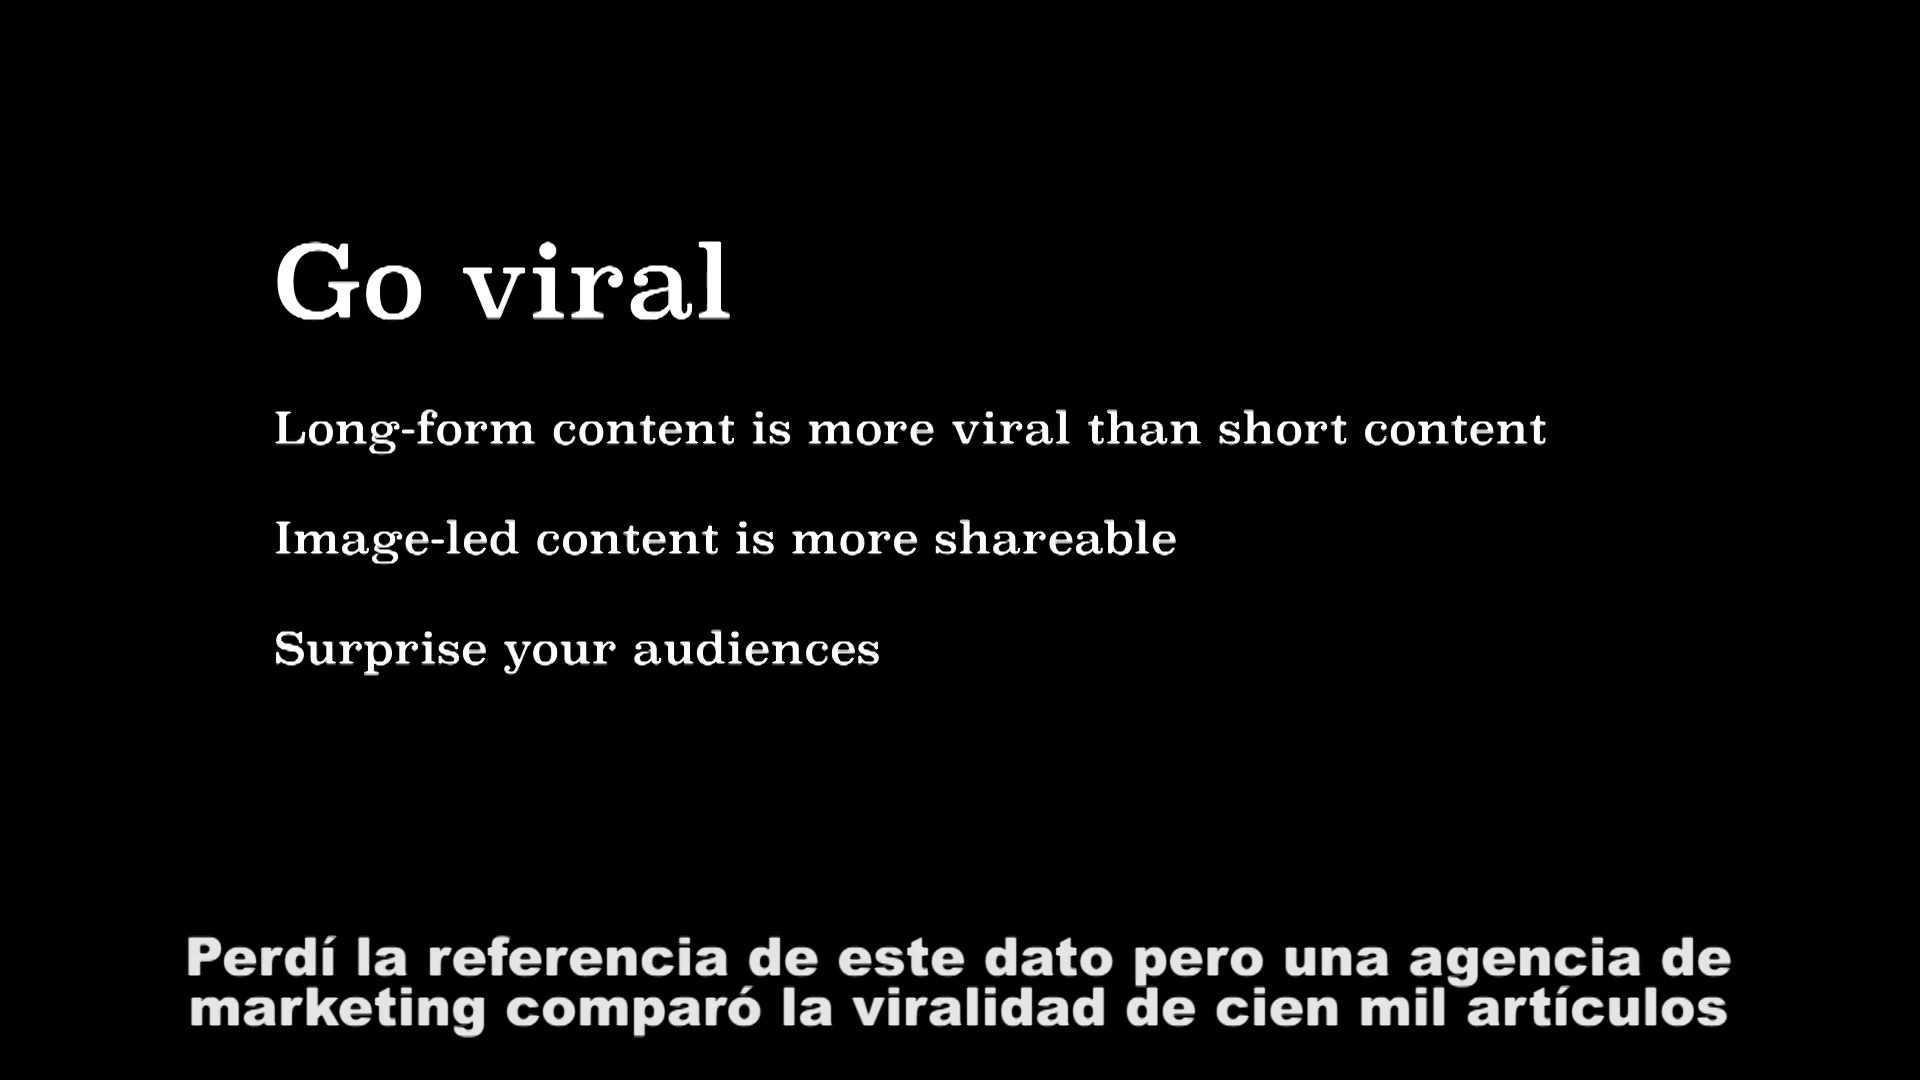 Go viral
Long-form content is more viral than short content
Image-led content is more shareable
Surprise your audiences
Perdí la referencia de este dato pero una agencia de
marketing comparó la viralidad de cien mil artículos